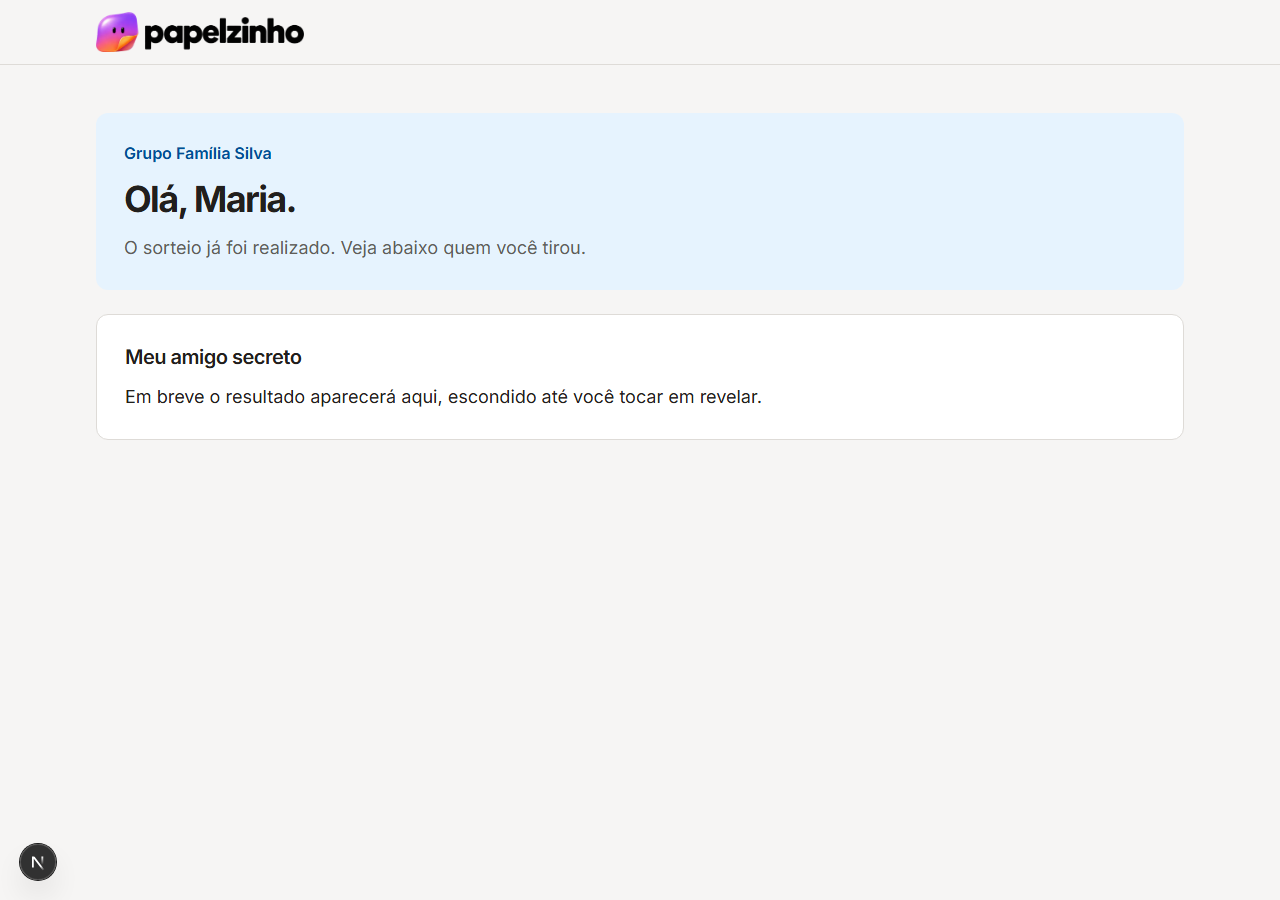 papelzinho
Grupo Família Silva
Olá, Maria.
O sorteio já foi realizado. Veja abaixo quem você tirou.
Meu amigo secreto
Em breve o resultado aparecerá aqui, escondido até você tocar em revelar.
N